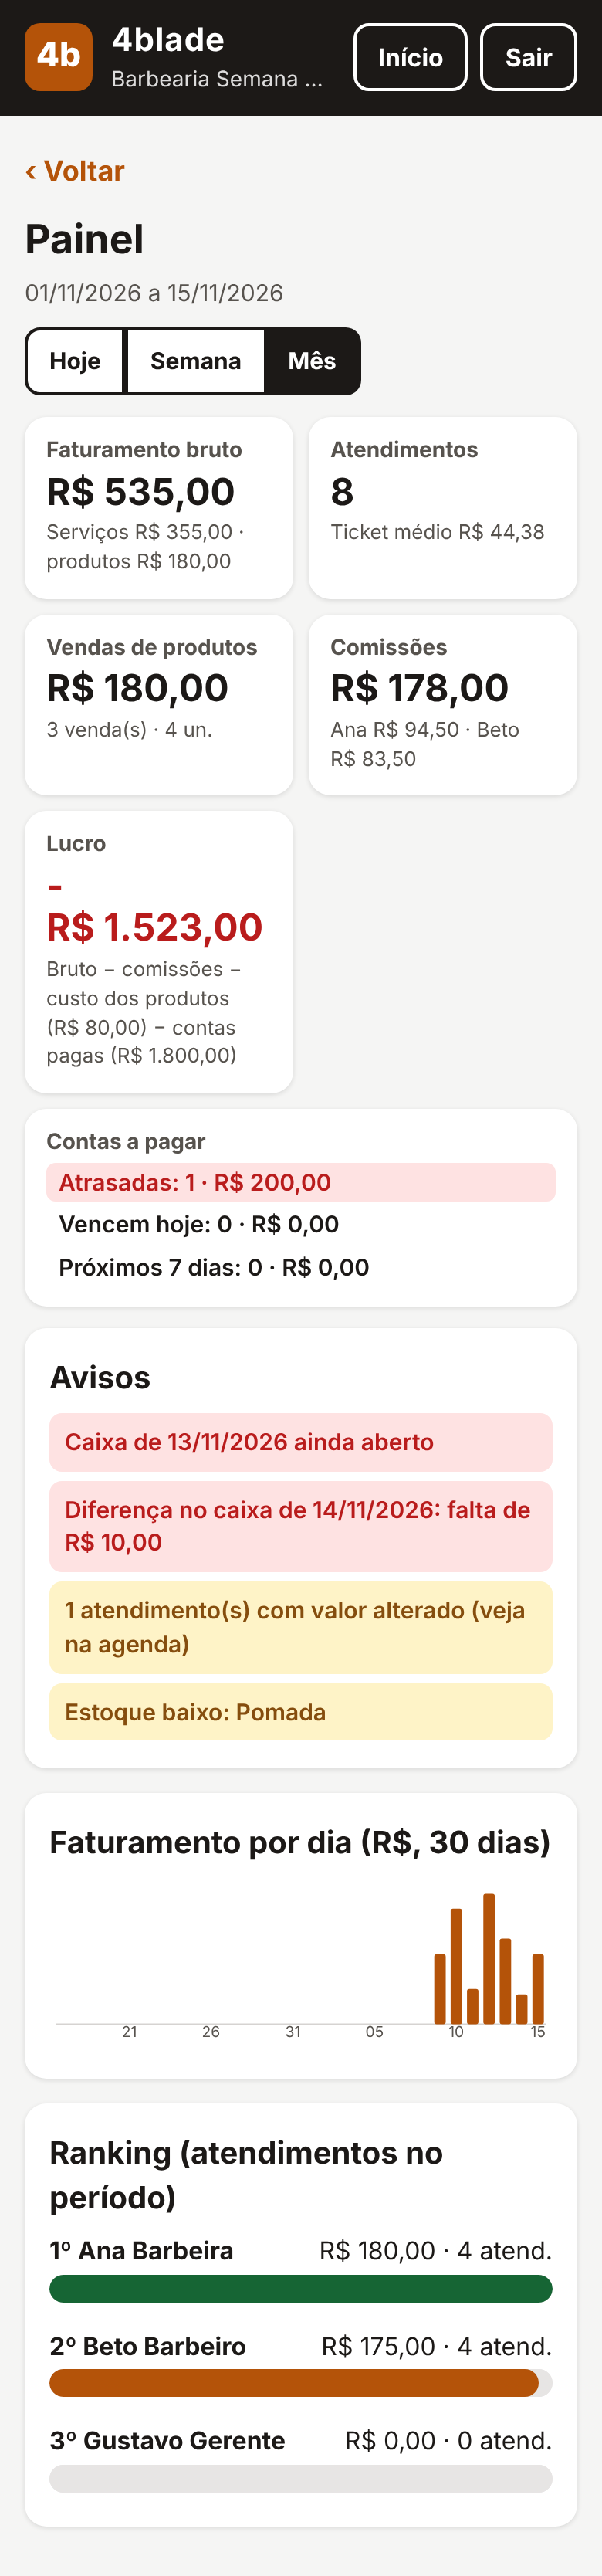 4b
4blade
Barbearia Semana ...
Início
Sair
‹ Voltar
Painel
01/11/2026 a 15/11/2026
Hoje
Semana
Mês
Faturamento bruto
R$ 535,00
Serviços R$ 355,00 ·
produtos R$ 180,00
Atendimentos
8
Ticket médio R$ 44,38
Vendas de produtos
R$ 180,00
3 venda(s) · 4 un.
Comissões
R$ 178,00
Ana R$ 94,50 · Beto
R$ 83,50
Lucro
-
R$ 1.523,00
Bruto − comissões −
custo dos produtos
(R$ 80,00) − contas
pagas (R$ 1.800,00)
Contas a pagar
Atrasadas: 1 · R$ 200,00
Vencem hoje: 0 · R$ 0,00
Próximos 7 dias: 0 · R$ 0,00
Avisos
Caixa de 13/11/2026 ainda aberto
Diferença no caixa de 14/11/2026: falta de
R$ 10,00
1 atendimento(s) com valor alterado (veja
na agenda)
Estoque baixo: Pomada
Faturamento por dia (R$, 30 dias)
21 26 31 05 10 15
Ranking (atendimentos no
período)
1º Ana Barbeira R$ 180,00 · 4 atend.
2º Beto Barbeiro R$ 175,00 · 4 atend.
3º Gustavo Gerente R$ 0,00 · 0 atend.